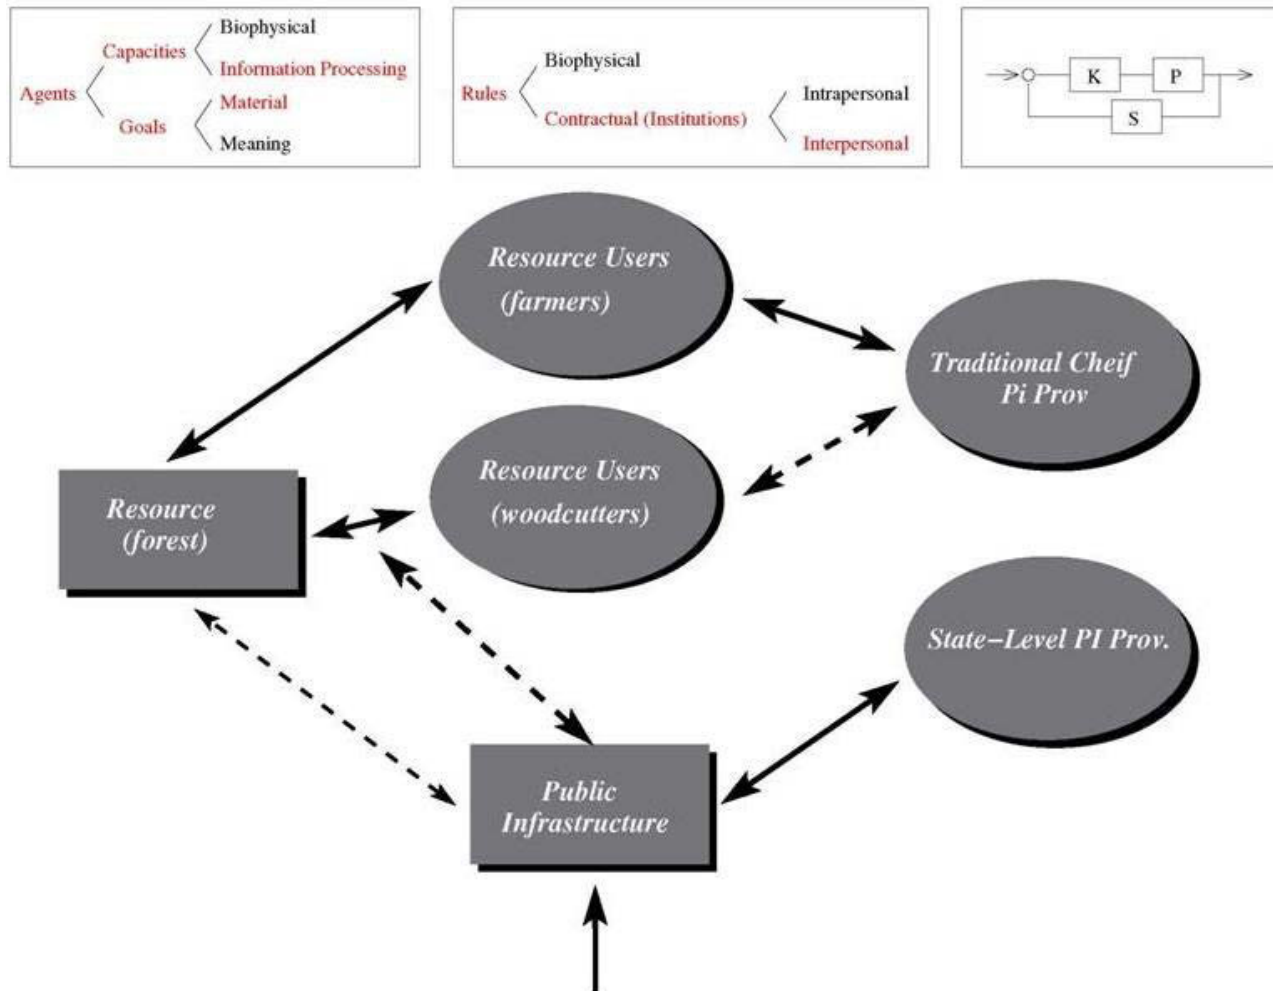 Agents
Capacities
Biophysical
Information Processing
Goals
Material
Meaning
Rules
Biophysical
Contractual (Institutions)
Intrapersonal
Interpersonal
K
P
S
Resource Users
(farmers)
Traditional Cheif
Pi Prov
Resource Users
(woodcutters)
Resource
(forest)
State–Level PI Prov.
Public
Infrastructure